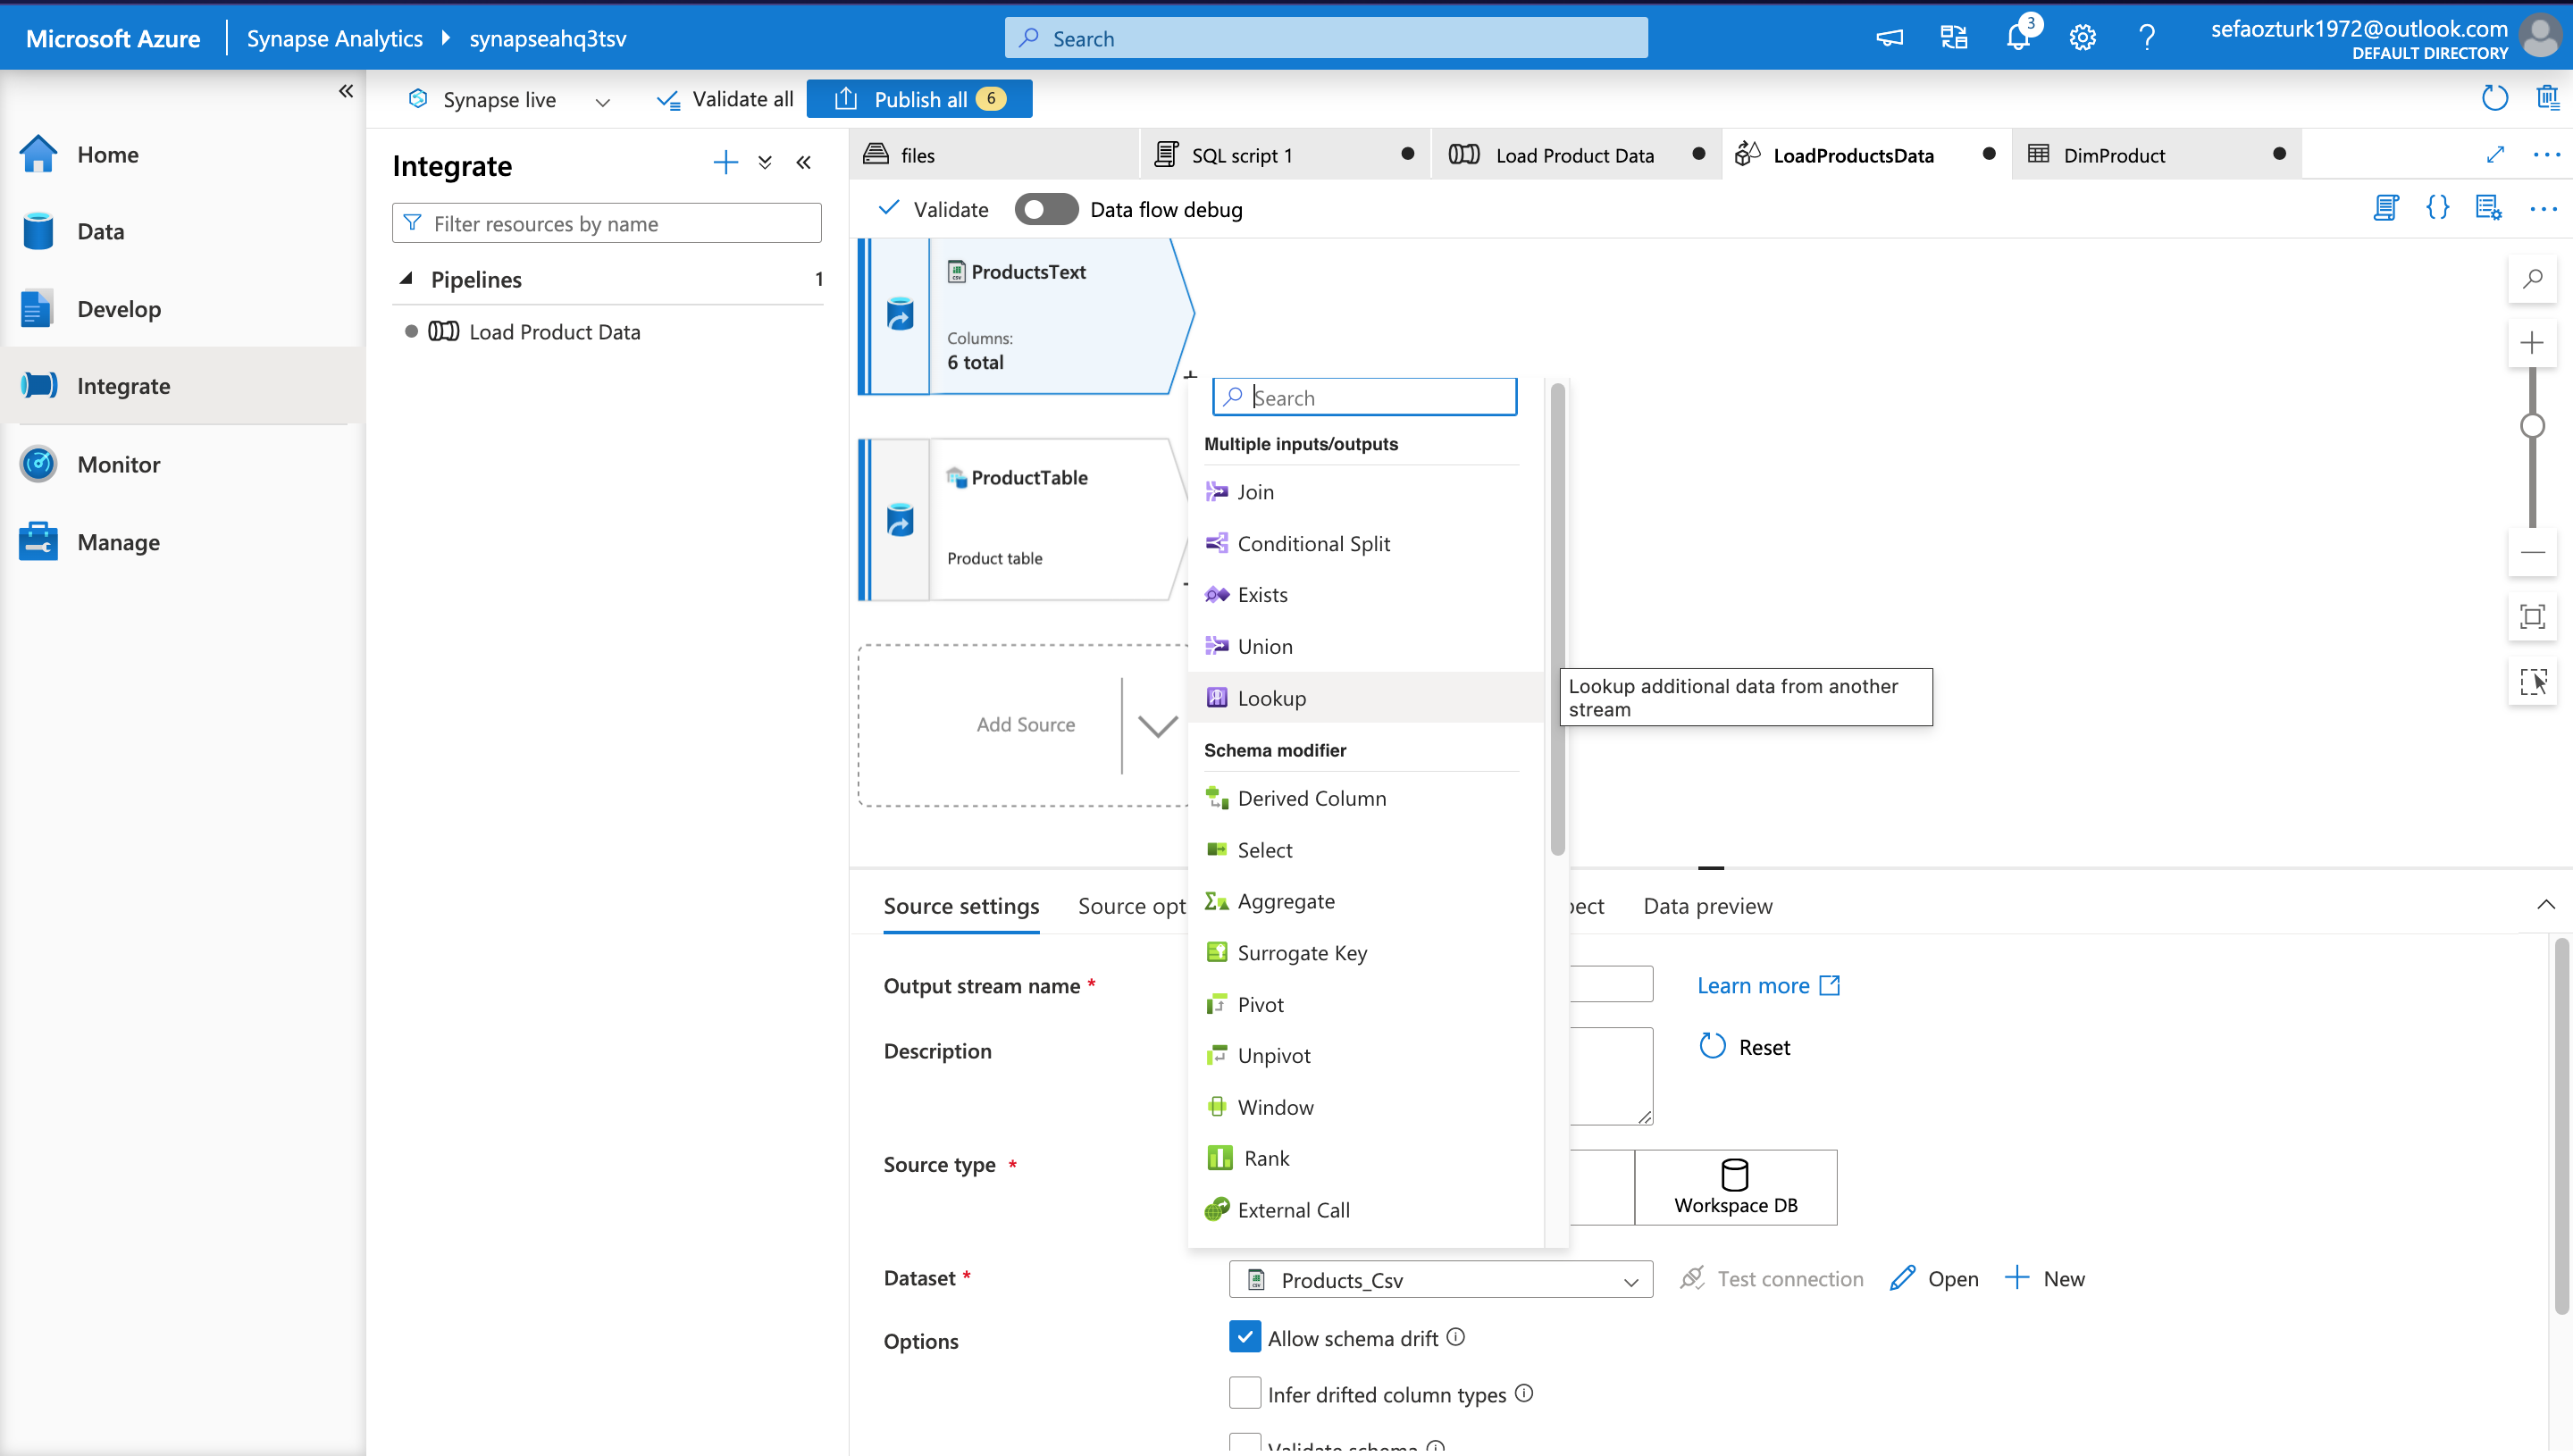 Microsoft Azure
Synapse Analytics
synapseahq3tsv
Search
3
sefaozturk1972@outlook.com
DEFAULT DIRECTORY
Synapse live
Validate all
Publish all
6
Home
Data
Develop
Integrate
Monitor
Manage
Integrate
Filter resources by name
Pipelines
1
Load Product Data
files
SQL script 1
Load Product Data
LoadProductsData
DimProduct
Validate
Data flow debug
ProductsText
Columns:
6 total
ProductTable
Product table
Add Source
Search
Multiple inputs/outputs
Join
Conditional Split
Exists
Union
Lookup
Lookup additional data from another
stream
Schema modifier
Derived Column
Select
Aggregate
Surrogate Key
Pivot
Unpivot
Window
Rank
External Call
Source settings
Source opt
pect
Data preview
Output stream name *
Learn more
Description
Reset
Source type *
Workspace DB
Dataset *
Products_Csv
Test connection
Open
New
Options
Allow schema drift
Infer drifted column types
Validate schema